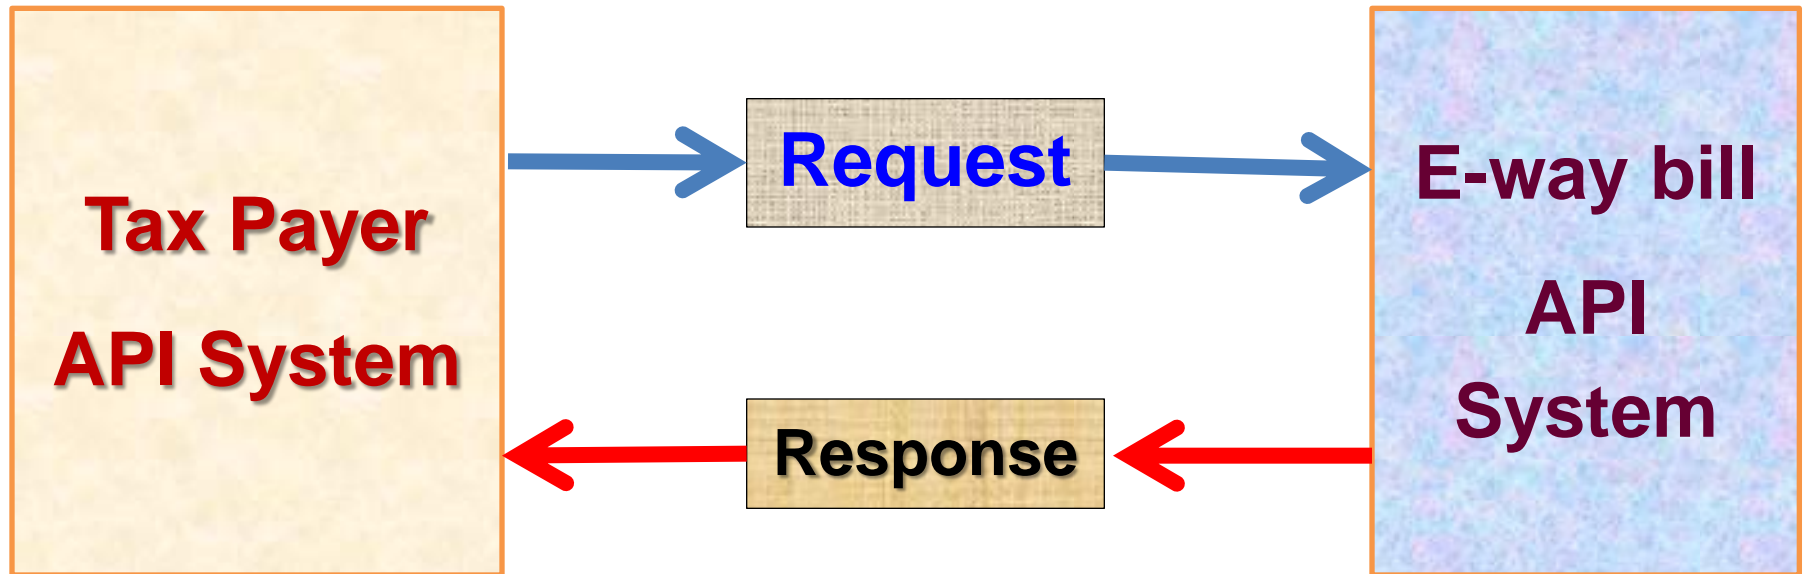 Tax Payer
API System
Request
Response
E-way bill
API
System